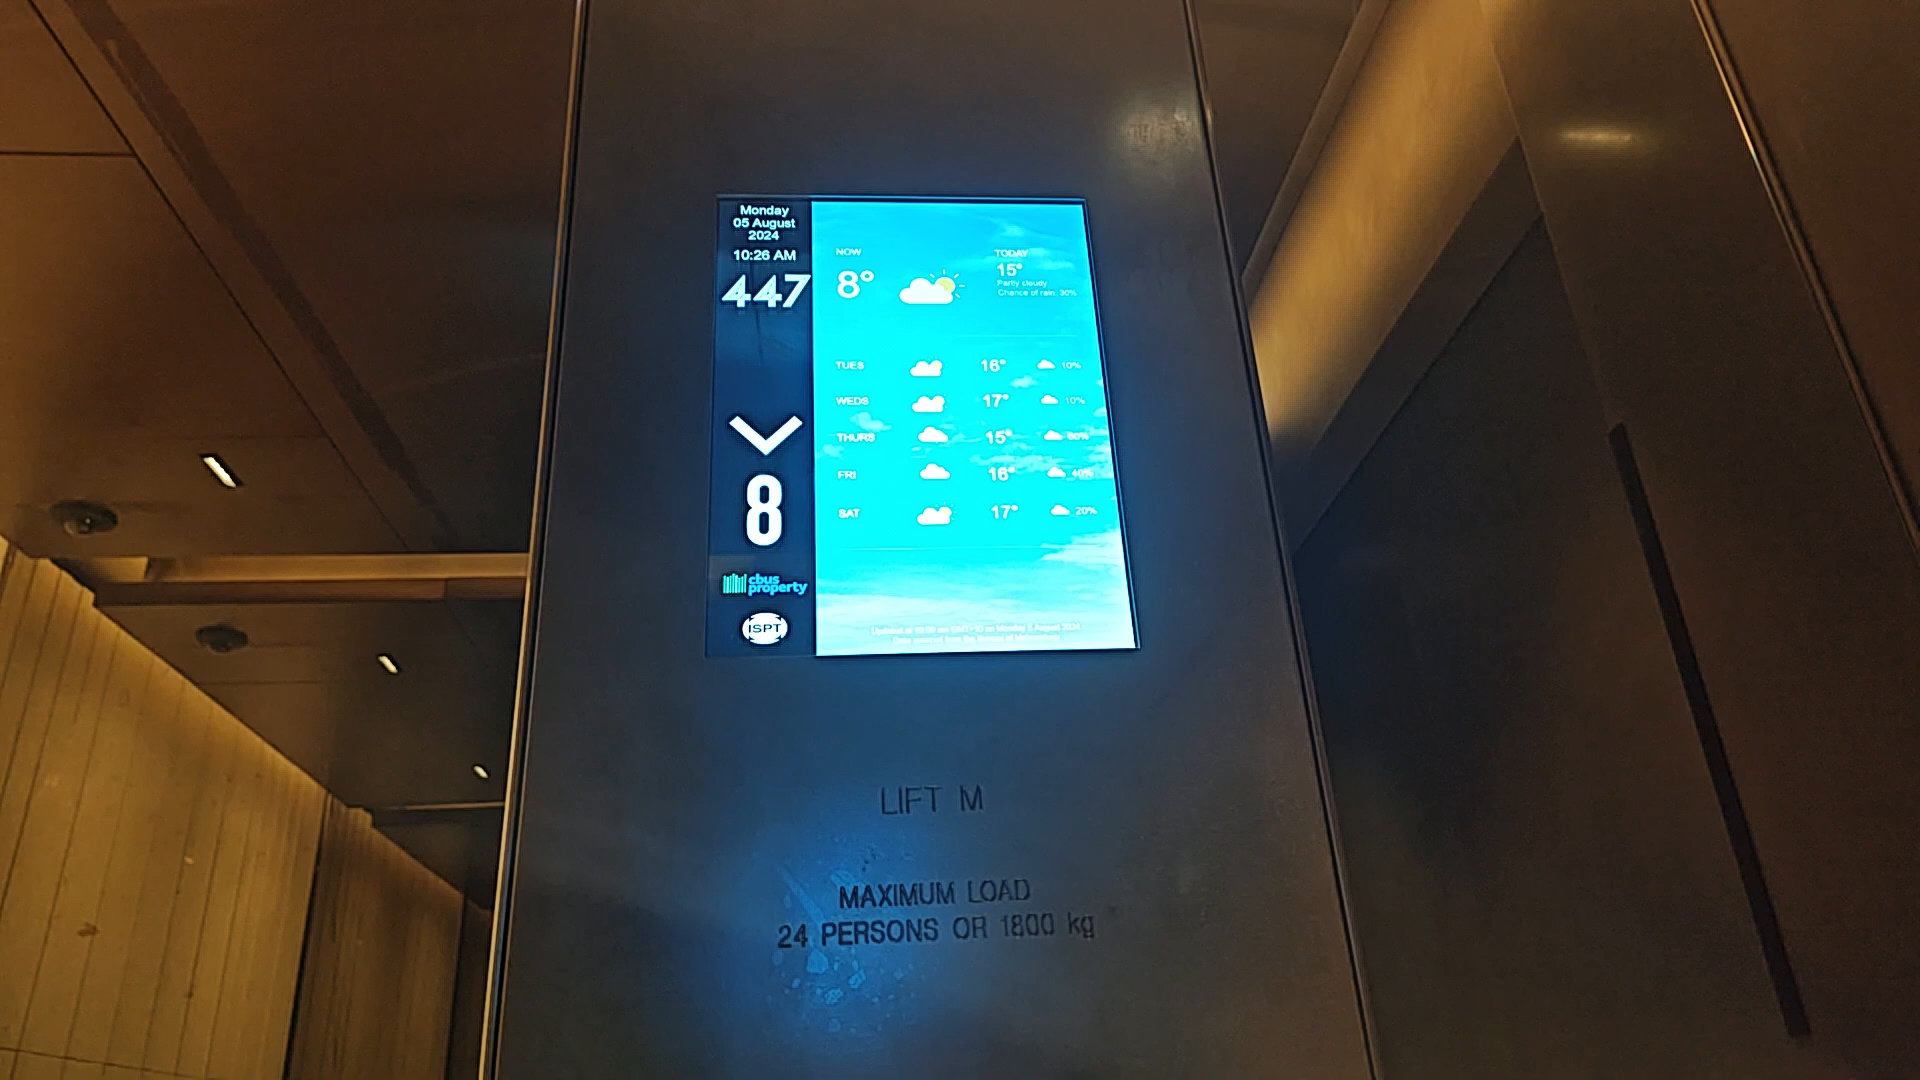 Monday
05 August
2024
10:26 AM
447
8
cbus
property
ISPT
NOW
8°
TODAY
15°
Partly cloudy
Chance of rain: 30%
TUES 16° 10%
WEDS 17° 10%
THURS 15°
FRI 16° 40%
SAT 17° 20%
LIFT M
MAXIMUM LOAD
24 PERSONS OR 1800 kg